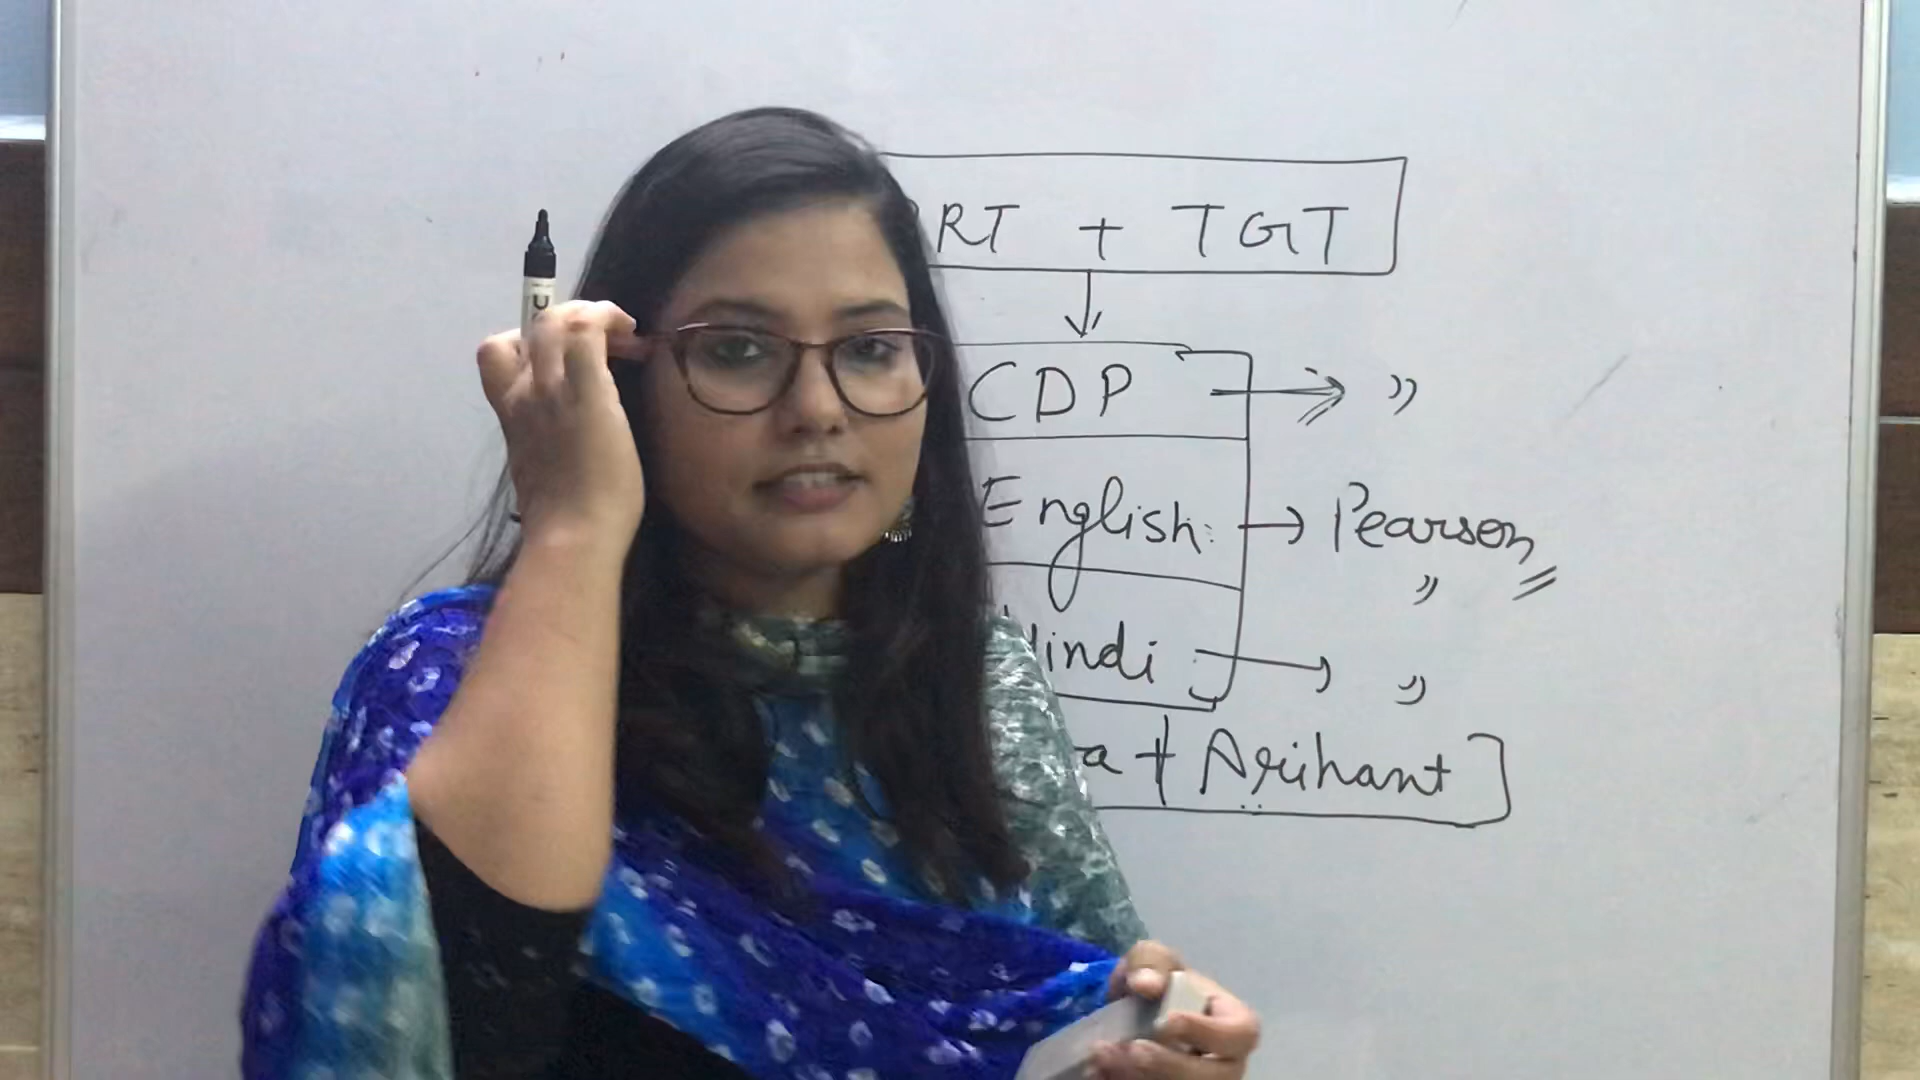 RT + TGT
CDP → "
English: → Pearson
"
indi → "
a + Arihant ]